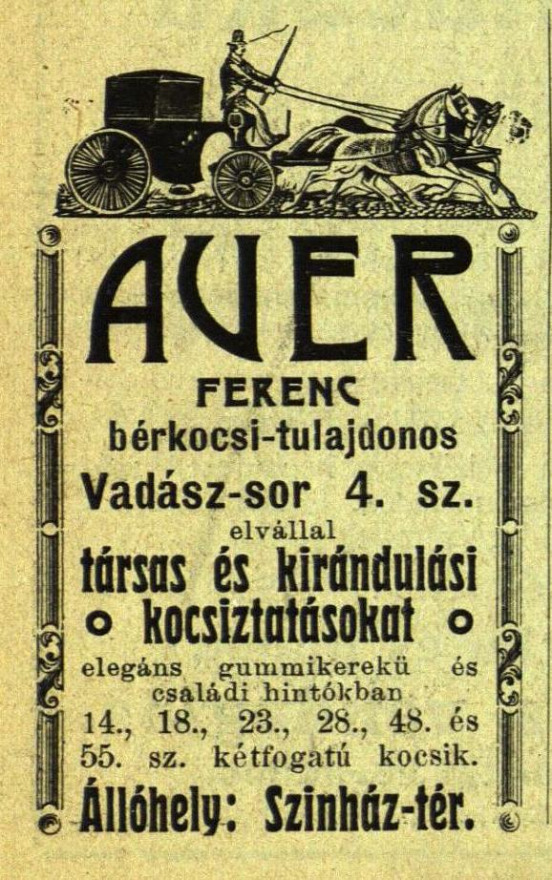 AUER
FERENC
bérkocsi-tulajdonos
Vadász-sor 4. sz.
elvállal
társas és kirándulási
kocsiztatásokat
elegáns gummikerekü és
családi hintókban
14., 18., 23., 28., 48. és
55. sz. kétfogatú kocsik.
Állóhely: Szinház-tér.